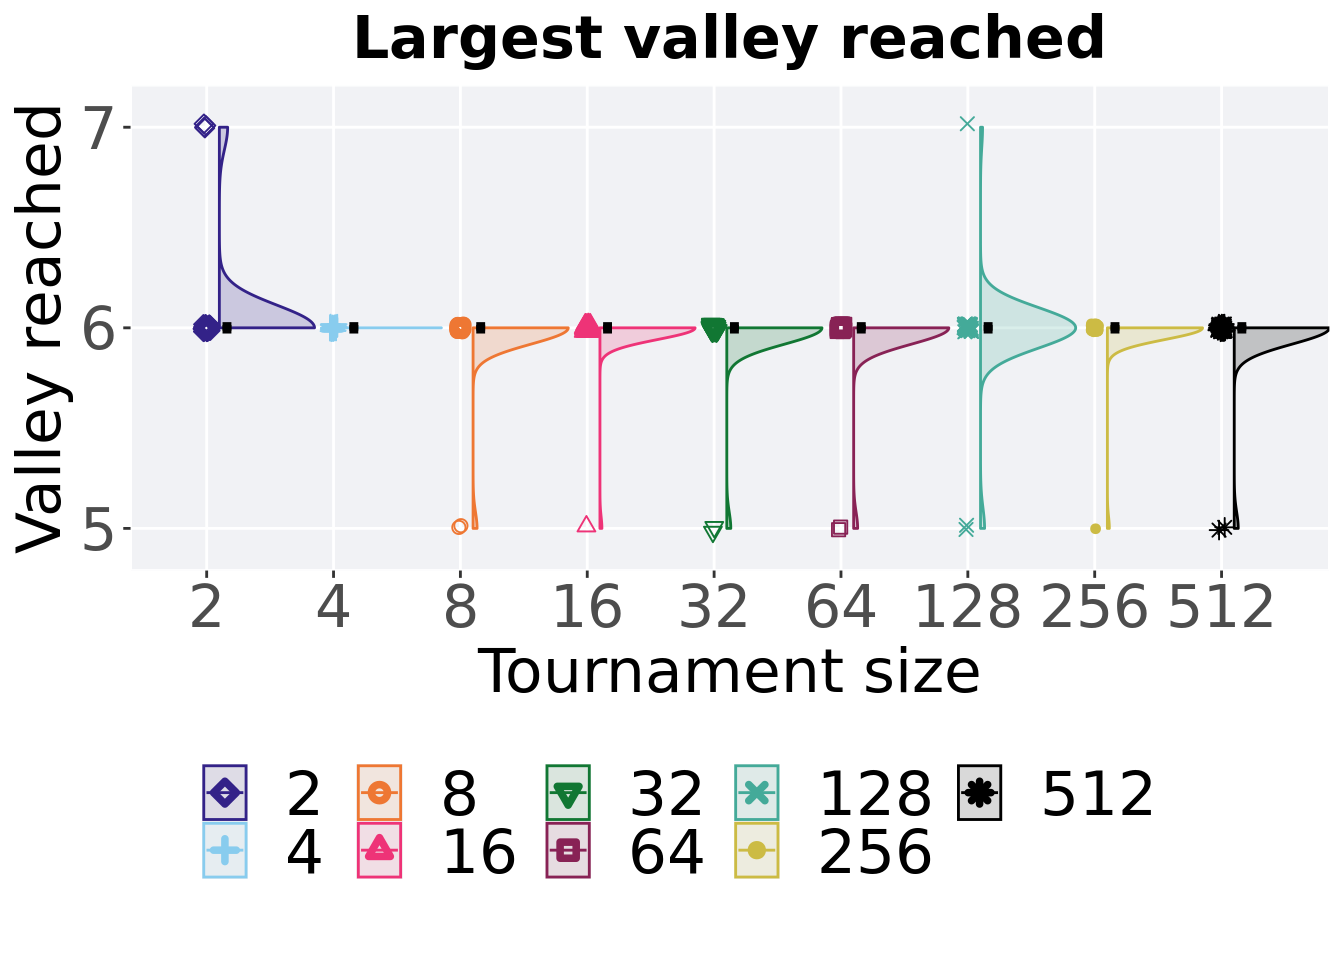 Largest valley reached
Valley reached
7
6
5
2 4 8 16 32 64 128 256 512
Tournament size
2 8 32 128 512
4 16 64 256